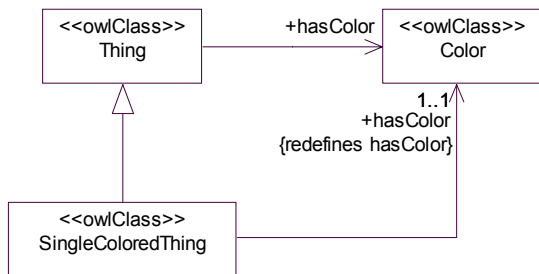 <<owlClass>>
Thing
+hasColor
<<owlClass>>
Color
1..1
+hasColor
{redefines hasColor}
<<owlClass>>
SingleColoredThing